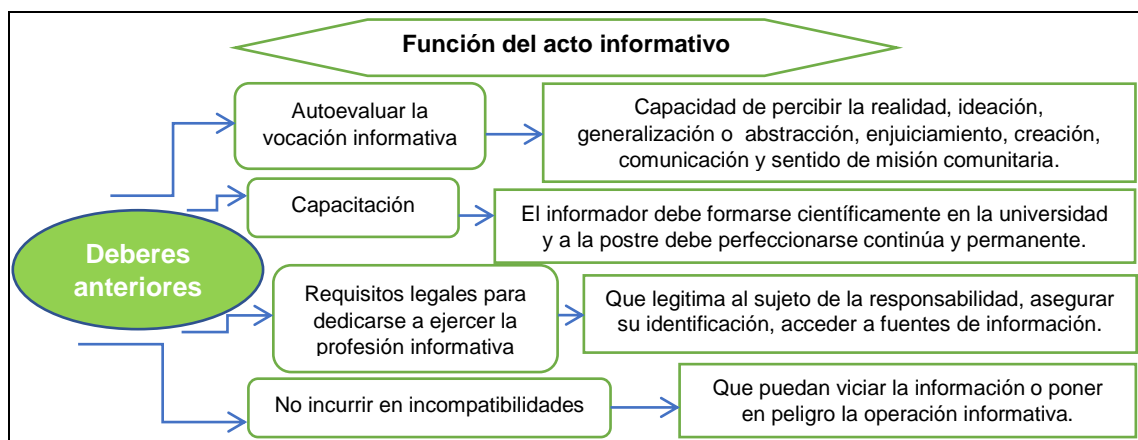 Función del acto informativo
Autoevaluar la
vocación informativa
Capacidad de percibir la realidad, ideación,
generalización o abstracción, enjuiciamiento, creación,
comunicación y sentido de misión comunitaria.
Capacitación
El informador debe formarse científicamente en la universidad
y a la postre debe perfeccionarse continúa y permanente.
Deberes
anteriores
Requisitos legales para
dedicarse a ejercer la
profesión informativa
Que legitima al sujeto de la responsabilidad, asegurar
su identificación, acceder a fuentes de información.
No incurrir en incompatibilidades
Que puedan viciar la información o poner
en peligro la operación informativa.